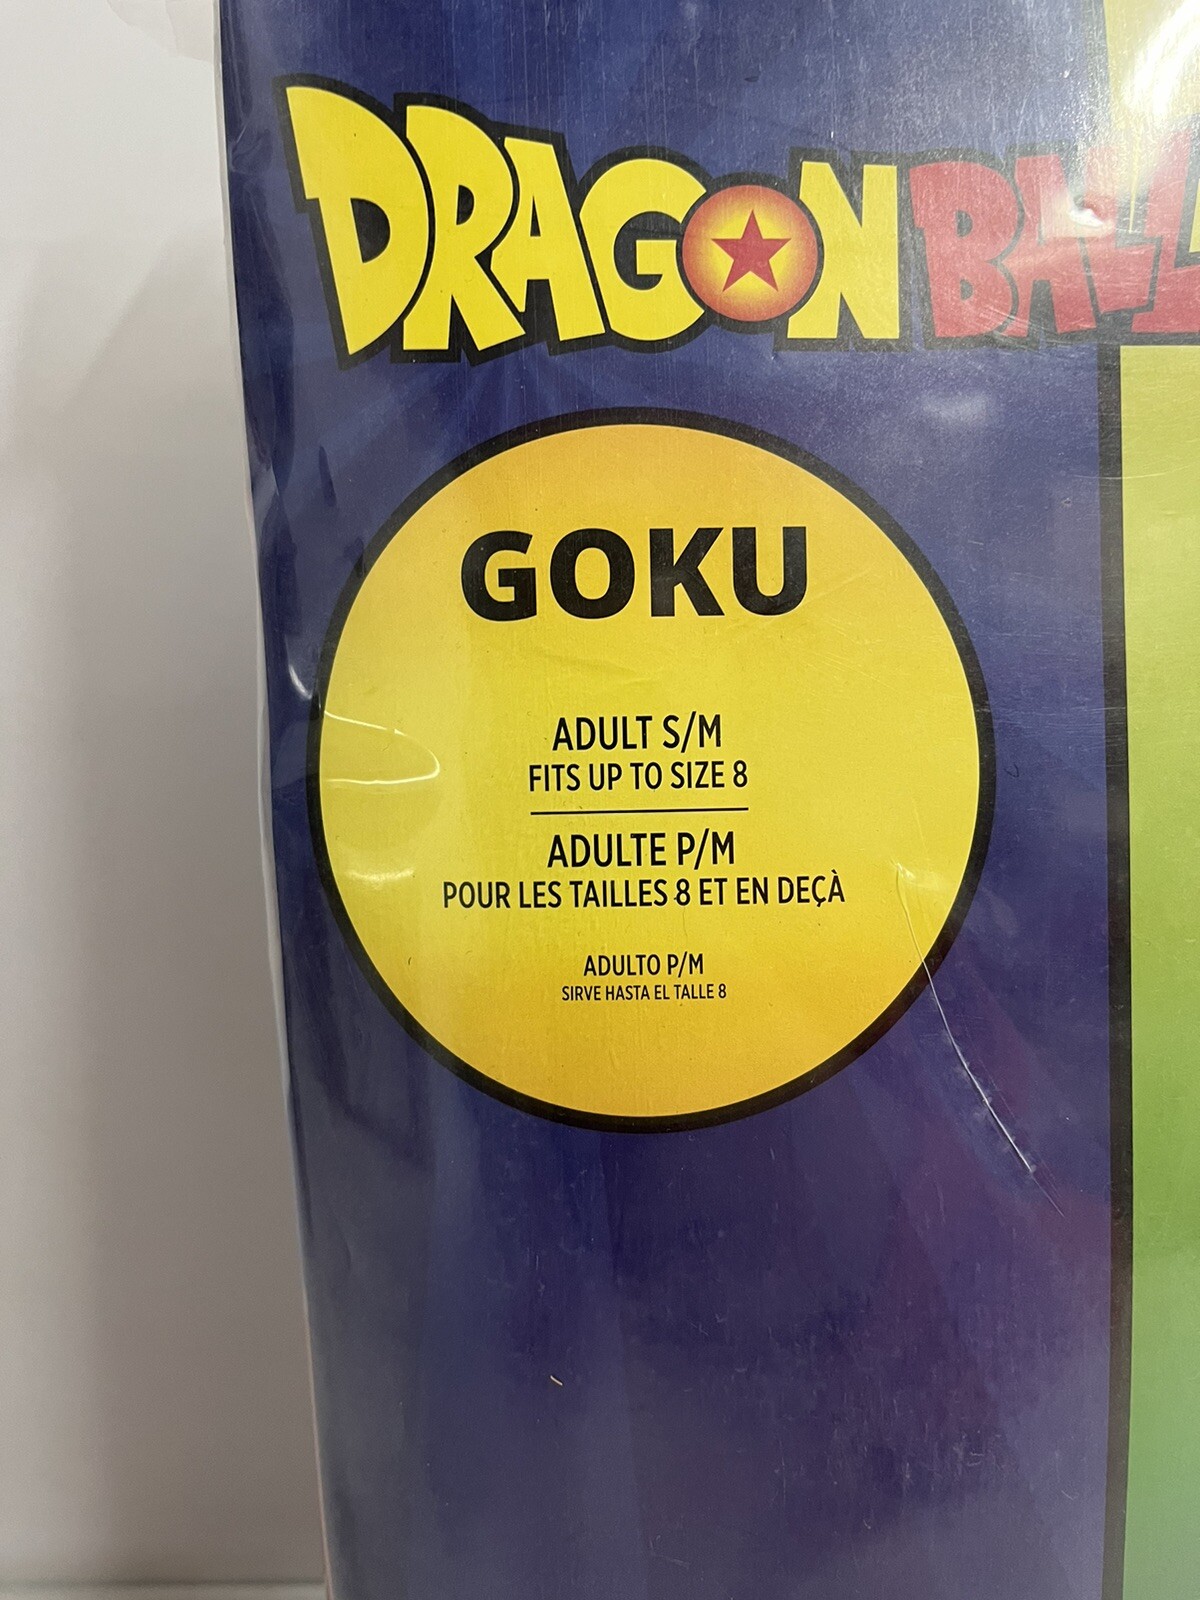 DRAGON BALL
GOKU
ADULT S/M
FITS UP TO SIZE 8
ADULTE P/M
POUR LES TAILLES 8 ET EN DEÇÀ
ADULTO P/M
SIRVE HASTA EL TALLE 8